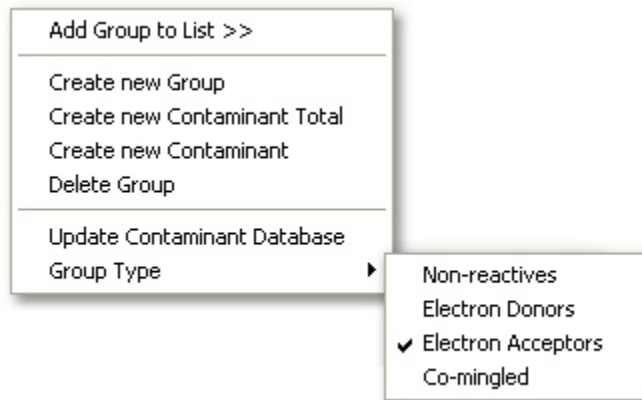 Add Group to List >>
Create new Group
Create new Contaminant Total
Create new Contaminant
Delete Group
Update Contaminant Database
Group Type
Non-reactives
Electron Donors
Electron Acceptors
Co-mingled